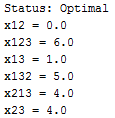 Status: Optimal
x12 = 0.0
x123 = 6.0
x13 = 1.0
x132 = 5.0
x213 = 4.0
x23 = 4.0